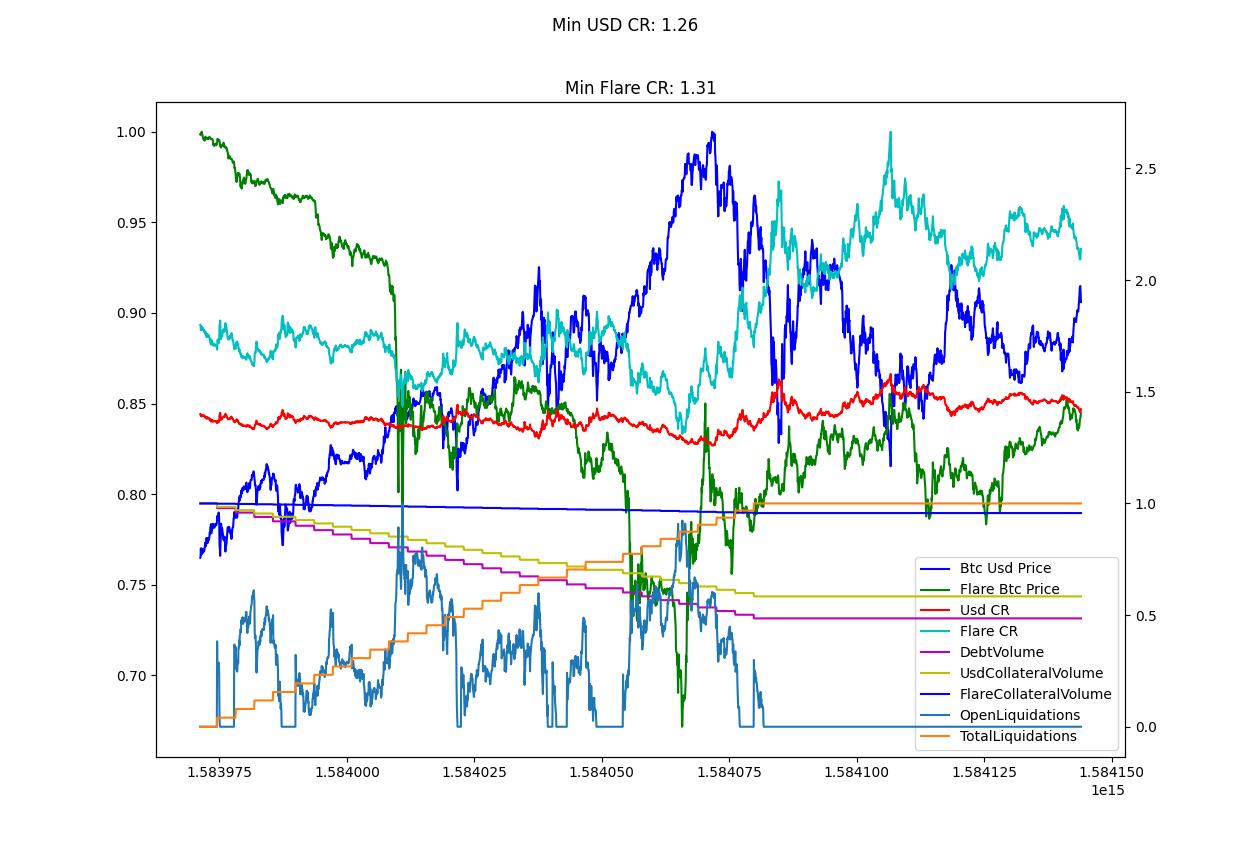 Min USD CR: 1.26
Min Flare CR: 1.31
1.00
0.95
0.90
0.85
0.80
0.75
0.70
2.5
2.0
1.5
1.0
0.5
0.0
Btc Usd Price
Flare Btc Price
Usd CR
Flare CR
DebtVolume
UsdCollateralVolume
FlareCollateralVolume
OpenLiquidations
TotalLiquidations
1.583975 1.584000 1.584025 1.584050 1.584075 1.584100 1.584125 1.584150
1e15